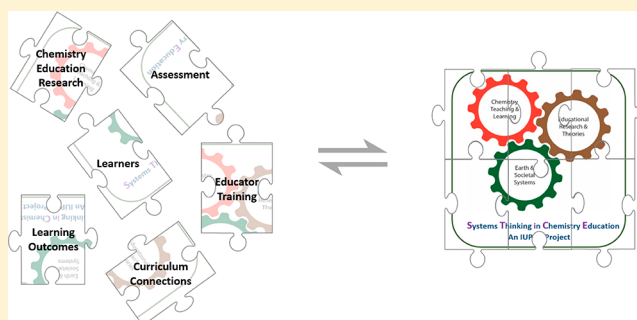 Chemistry
Education
Research
Assessment
Learners
Educator
Training
Learning
Outcomes
Curriculum
Connections
Chemistry
Teaching
& Learning
Educational
Research &
Theories
Earth &
Societal
Systems
Systems Thinking in Chemistry Education
An IUP Project